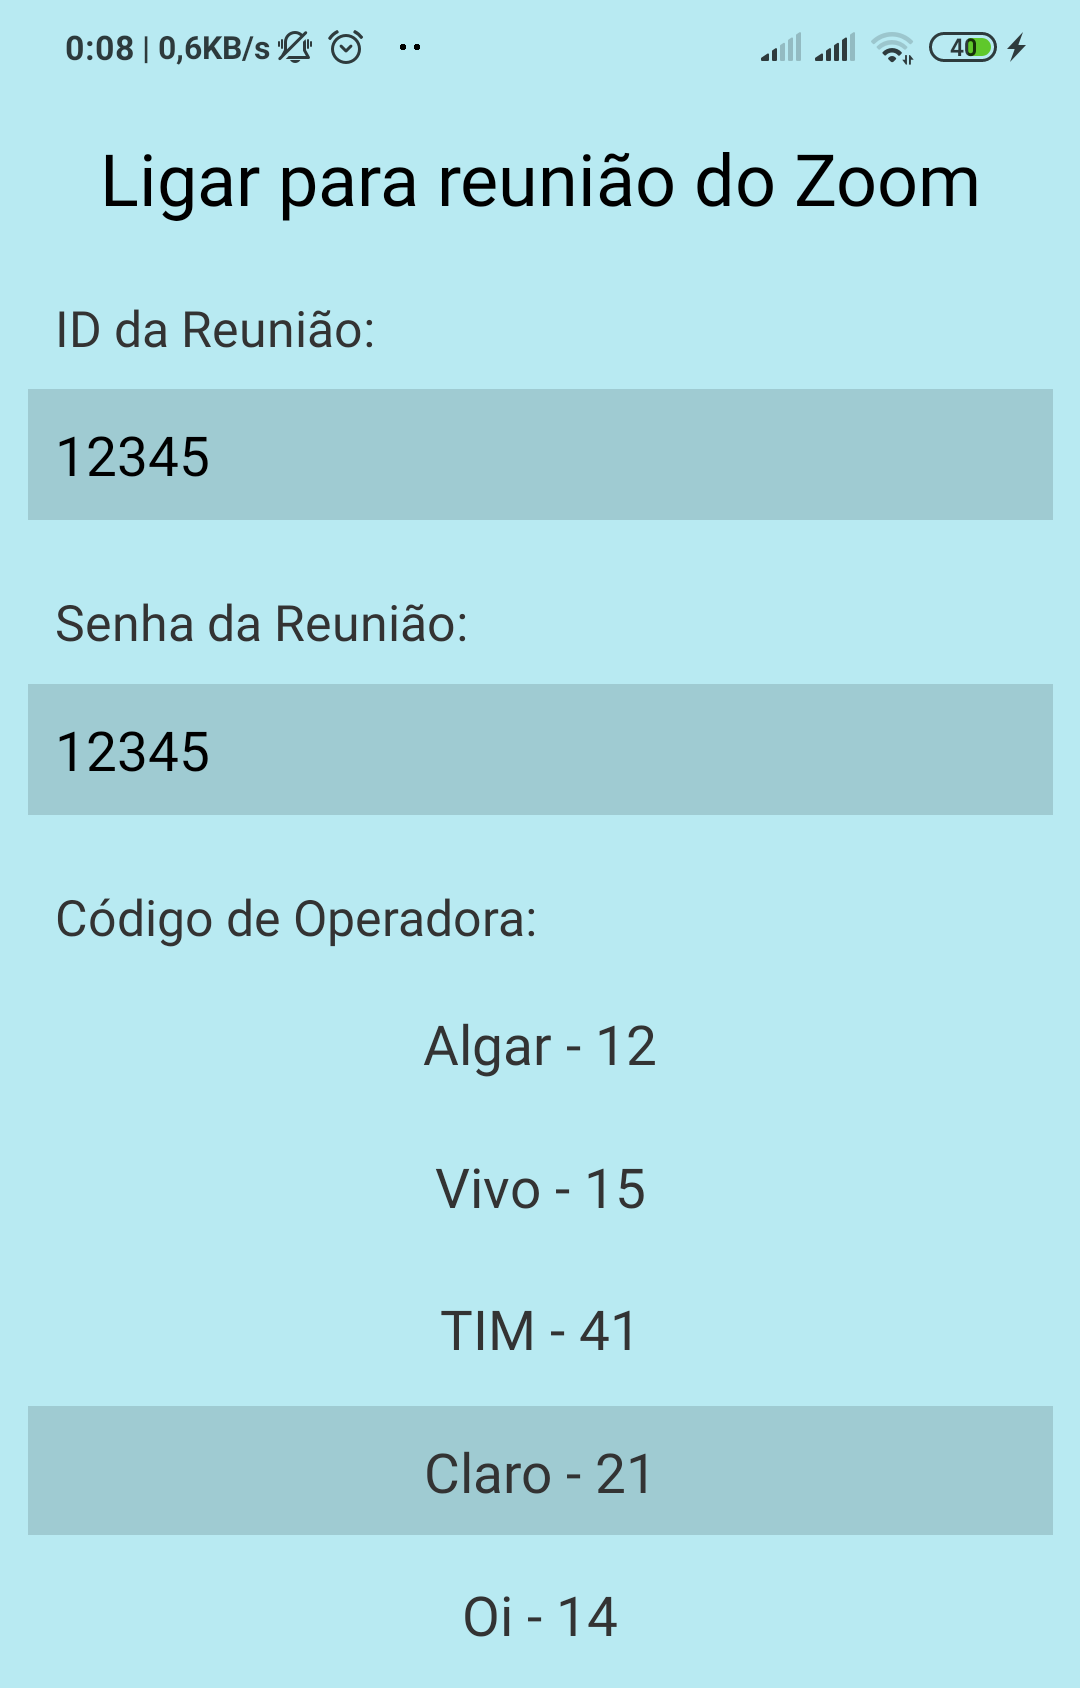 0:08 | 0,6KB/s 40
Ligar para reunião do Zoom
ID da Reunião:
12345
Senha da Reunião:
12345
Código de Operadora:
Algar - 12
Vivo - 15
TIM - 41
Claro - 21
Oi - 14